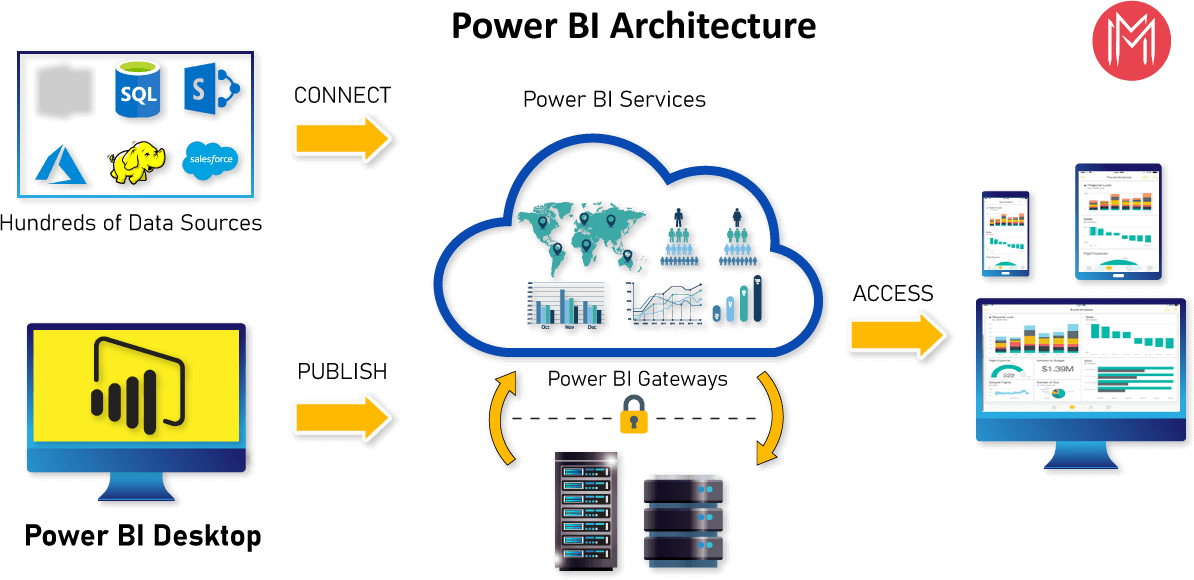 Power BI Architecture
SQL
S
salesforce
Hundreds of Data Sources
CONNECT
Power BI Services
Oct
Nov
Dec
Power BI Desktop
PUBLISH
Power BI Gateways
ACCESS
$1.39M
522